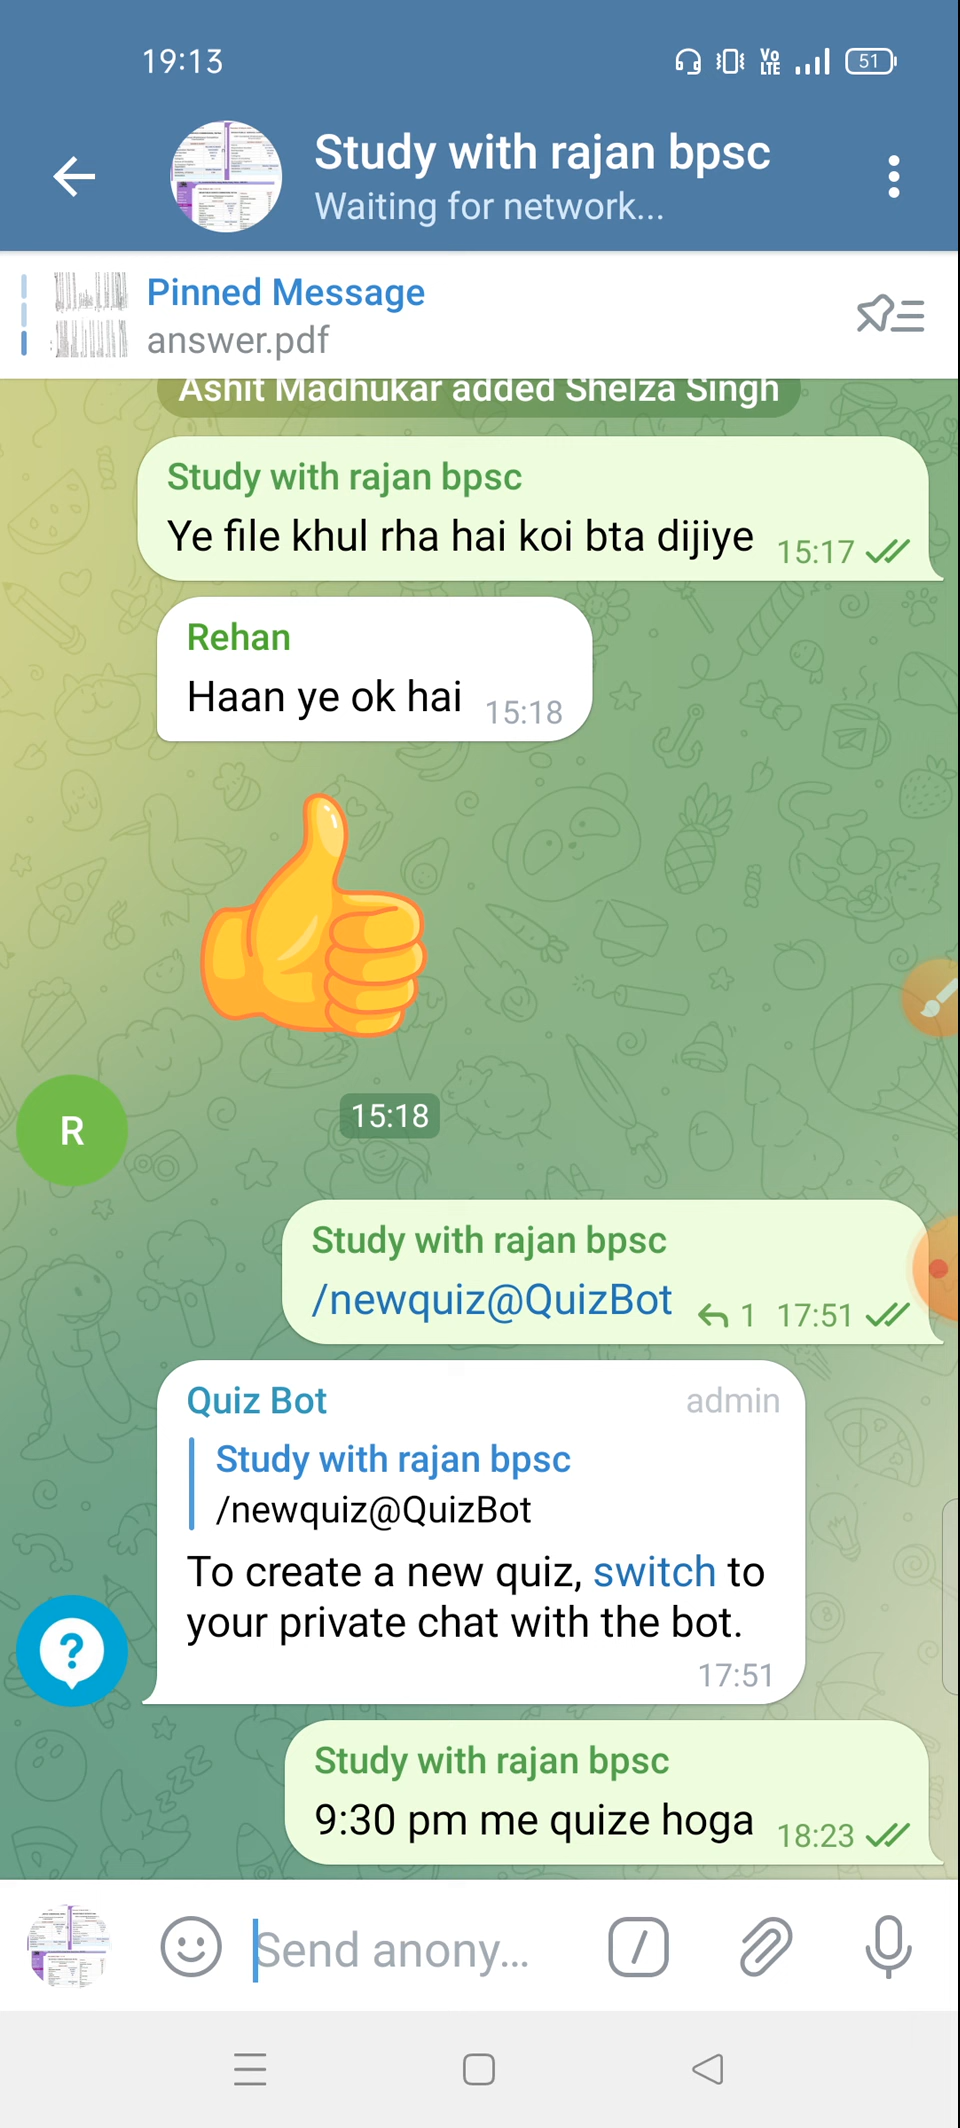 19:13
Vo
LTE
51
Study with rajan bpsc
Waiting for network...
Pinned Message
answer.pdf
Ashit Madhukar added Shelza Singh
Study with rajan bpsc
Ye file khul rha hai koi bta dijiye 15:17
Rehan
Haan ye ok hai 15:18
15:18
R
Study with rajan bpsc
/newquiz@QuizBot 1 17:51
Quiz Bot admin
Study with rajan bpsc
/newquiz@QuizBot
To create a new quiz, switch to
your private chat with the bot.
?
17:51
Study with rajan bpsc
9:30 pm me quize hoga 18:23
Send anony...
/